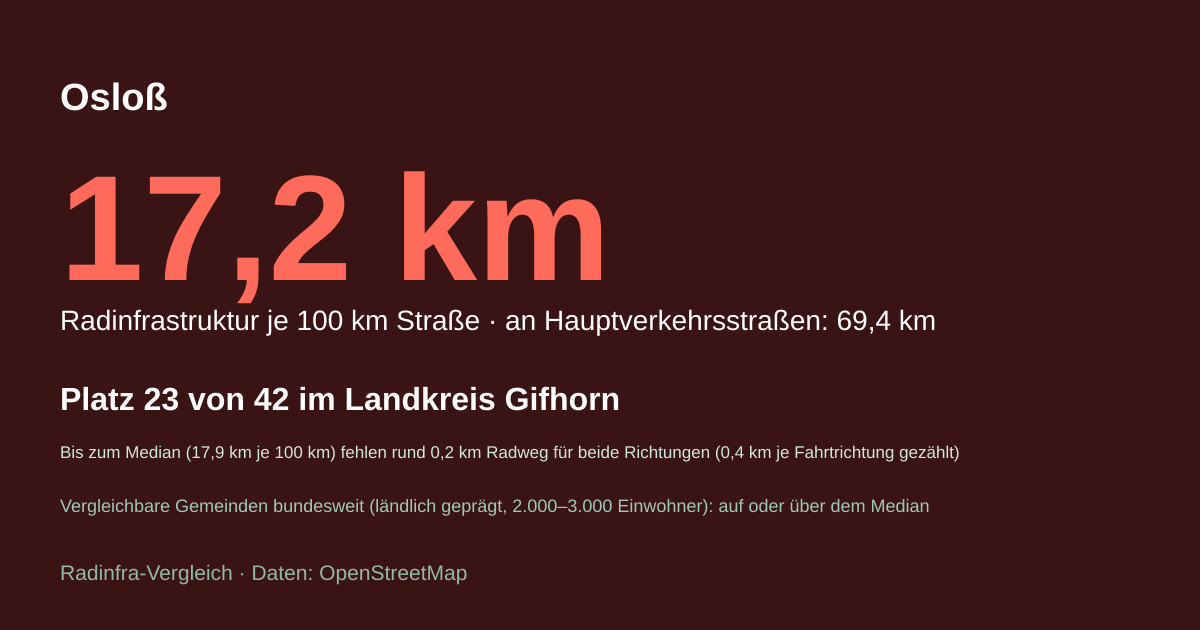 Osloß
17,2 km
Radinfrastruktur je 100 km Straße · an Hauptverkehrsstraßen: 69,4 km
Platz 23 von 42 im Landkreis Gifhorn
Bis zum Median (17,9 km je 100 km) fehlen rund 0,2 km Radweg für beide Richtungen (0,4 km je Fahrtrichtung gezählt)
Vergleichbare Gemeinden bundesweit (ländlich geprägt, 2.000–3.000 Einwohner): auf oder über dem Median
Radinfra-Vergleich · Daten: OpenStreetMap